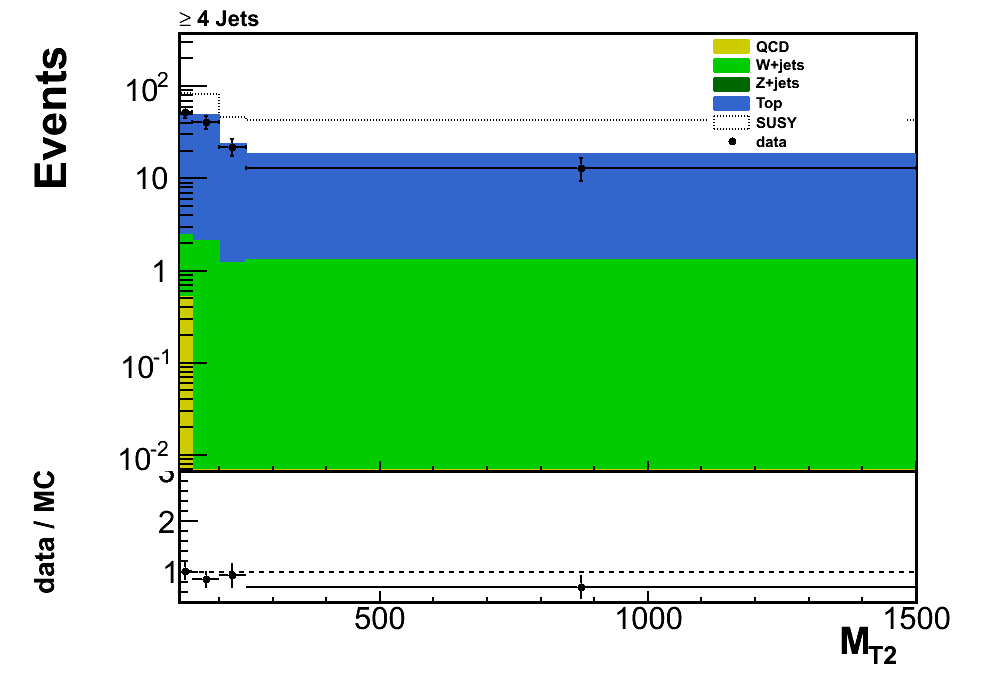 ≥ 4 Jets
Events
10²
10
1
10⁻¹
10⁻²
QCD
W+jets
Z+jets
Top
SUSY
data
data / MC
3
2
1
500
1000
1500
M_T2